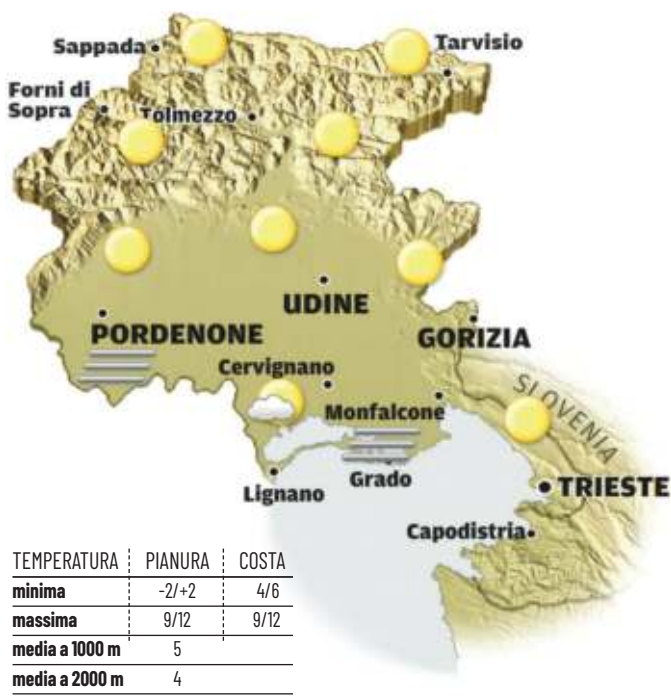 Sappada
Tarvisio
Forni di
Sopra
Tolmezzo
UDINE
PORDENONE
GORIZIA
Cervignano
SLOVENIA
Monfalcone
Lignano
Grado
TRIESTE
Capodistria
TEMPERATURA PIANURA COSTA
minima -2/+2 4/6
massima 9/12 9/12
media a 1000 m 5
media a 2000 m 4